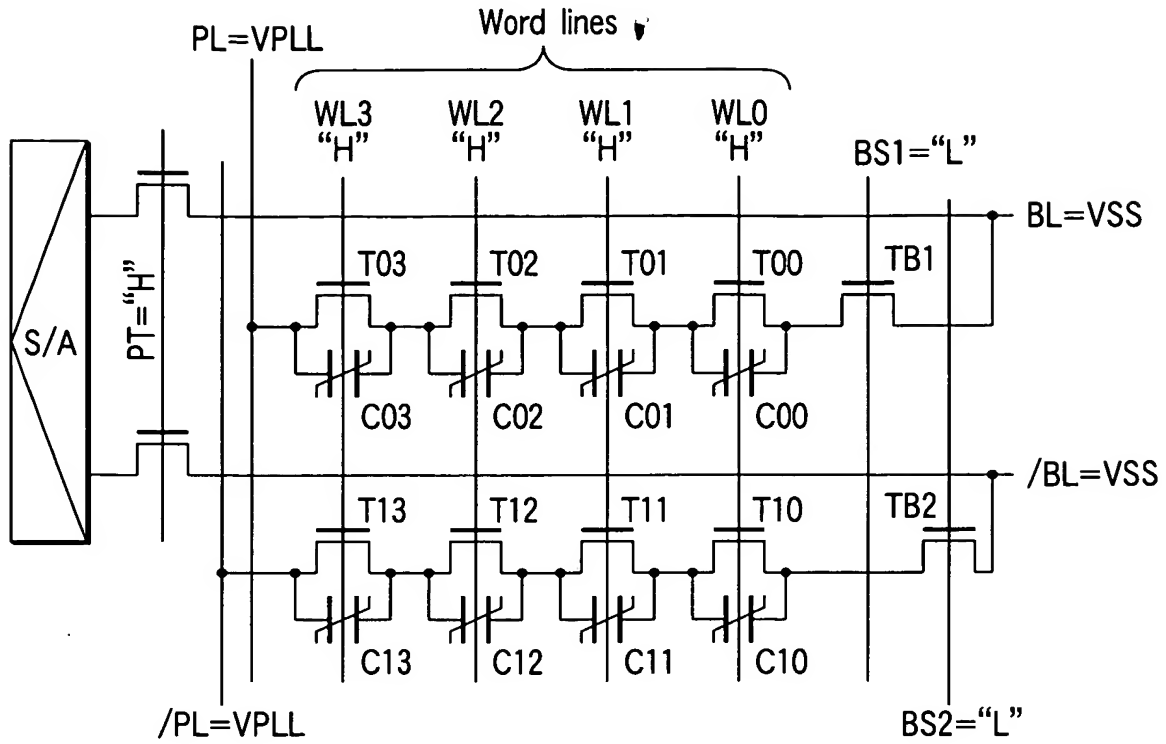 Word lines
PL=VPLL
WL3 WL2 WL1 WL0
“H” “H” “H” “H”
BS1=“L”
BL=VSS
T03 T02 T01 T00 TB1
PT=“H”
S/A
C03 C02 C01 C00
/BL=VSS
T13 T12 T11 T10 TB2
C13 C12 C11 C10
/PL=VPLL
BS2=“L”